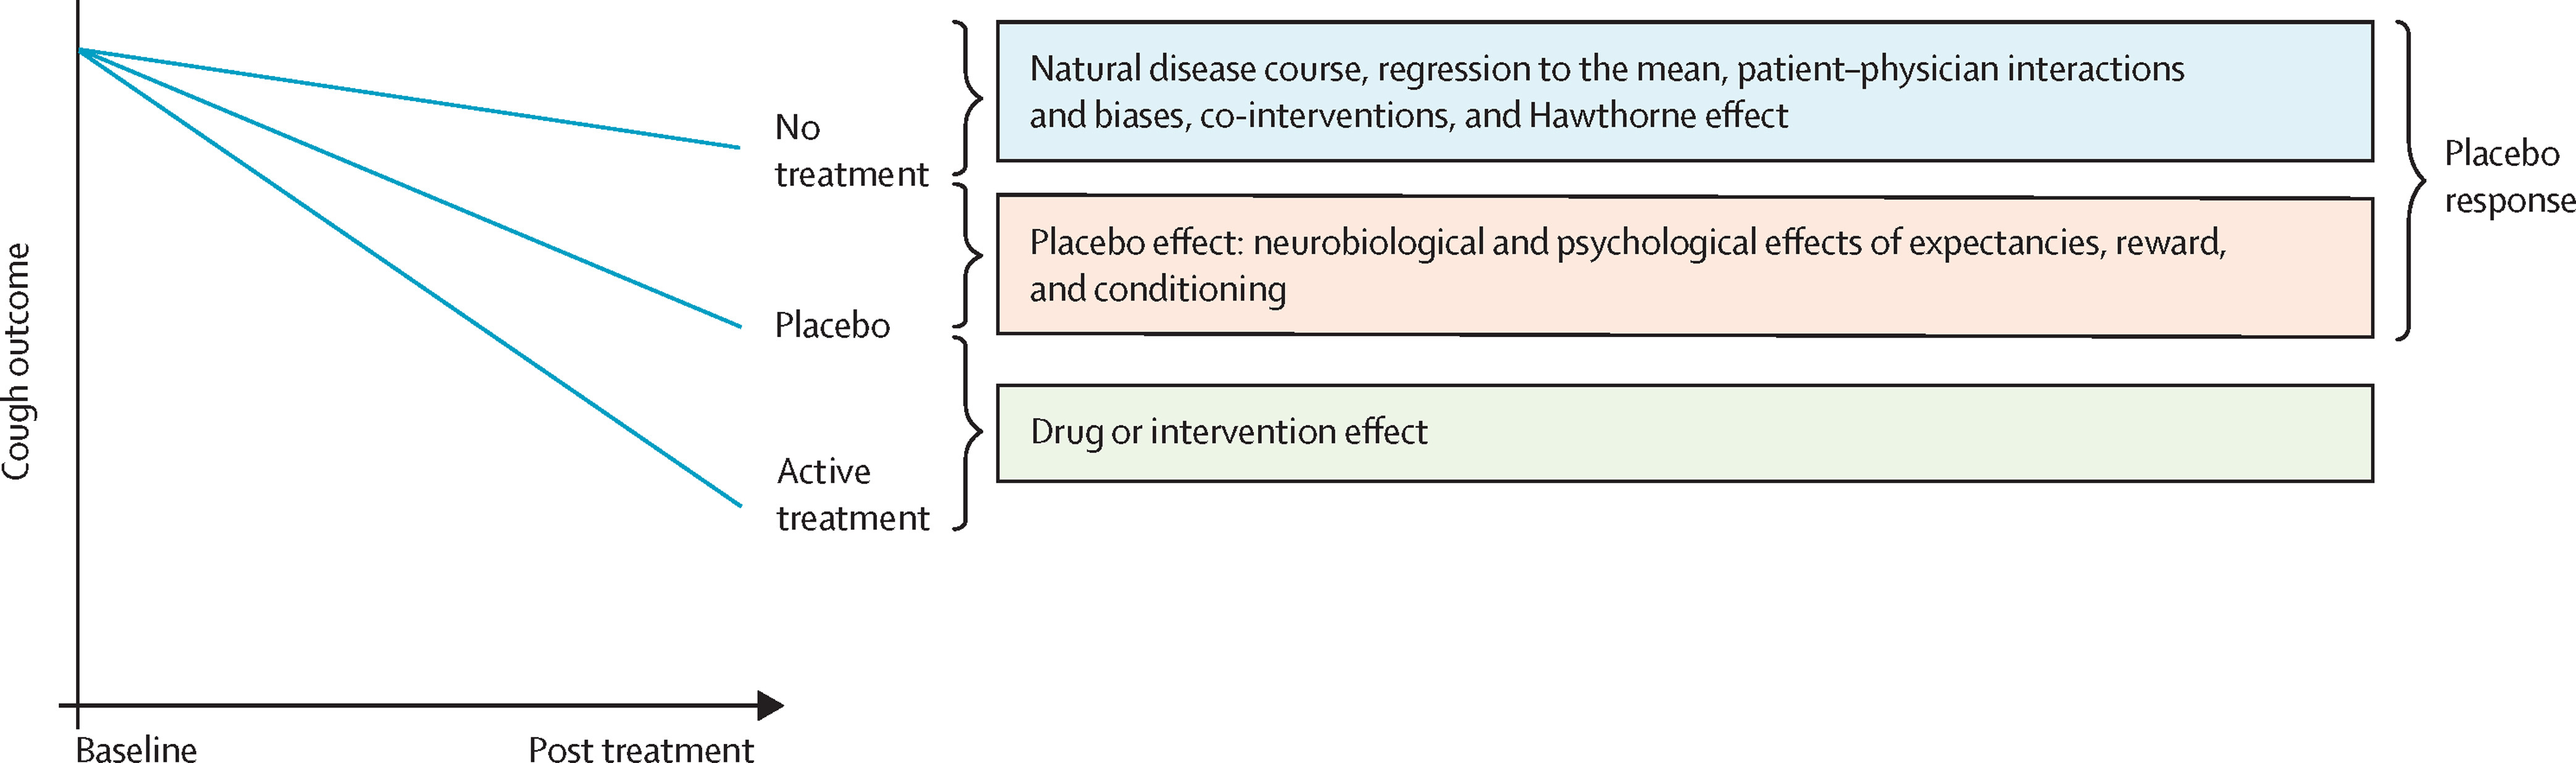 Cough outcome
No
treatment
Placebo
Active
treatment
Baseline
Post treatment
Natural disease course, regression to the mean, patient–physician interactions
and biases, co-interventions, and Hawthorne effect
Placebo effect: neurobiological and psychological effects of expectancies, reward,
and conditioning
Drug or intervention effect
Placebo
response